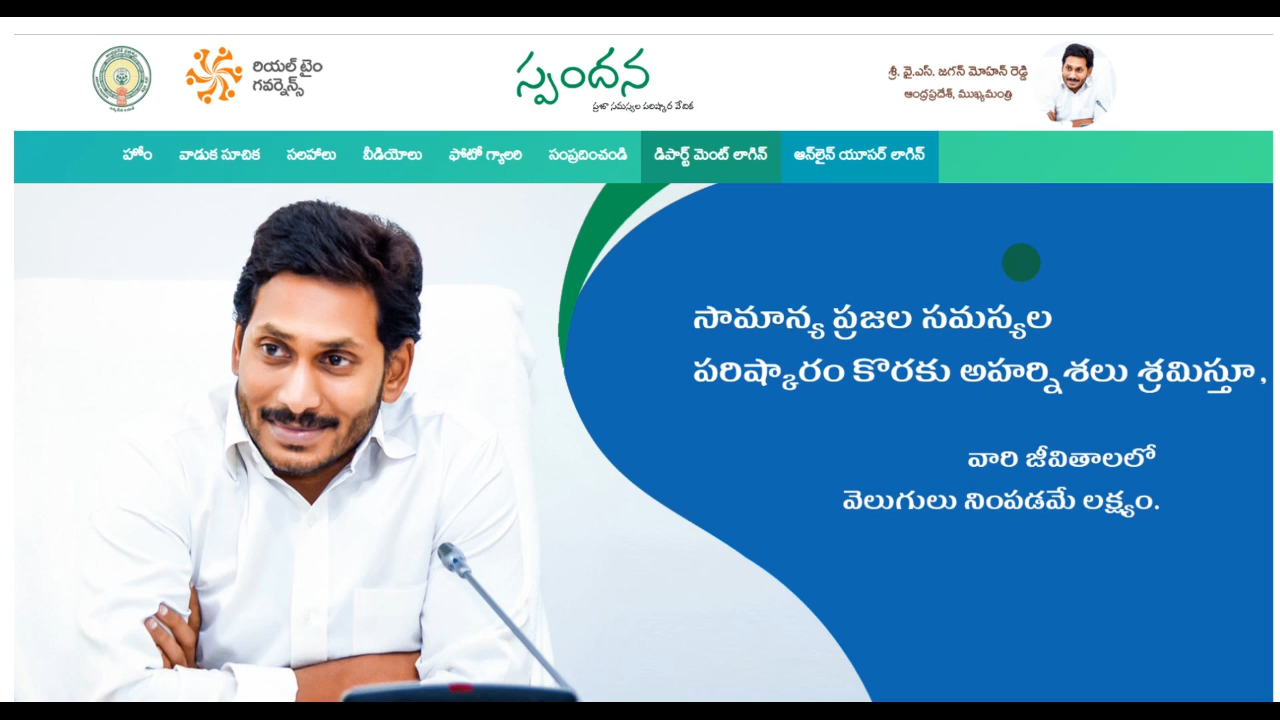 రియల్ టైం
గవర్నెన్స్
స్పందన
ప్రజా సమస్యల పరిష్కార వేదిక
శ్రీ. వై.ఎస్. జగన్ మోహన్ రెడ్డి
ఆంధ్రప్రదేశ్, ముఖ్యమంత్రి
హోం వాడుక సూచిక సలహాలు వీడియోలు ఫోటో గ్యాలరి సంప్రదించండి డిపార్ట్ మెంట్ లాగిన్ ఆన్‌లైన్ యూసర్ లాగిన్
సామాన్య ప్రజల సమస్యల
పరిష్కారం కొరకు అహర్నిశలు శ్రమిస్తూ,
వారి జీవితాలలో
వెలుగులు నింపడమే లక్ష్యం.